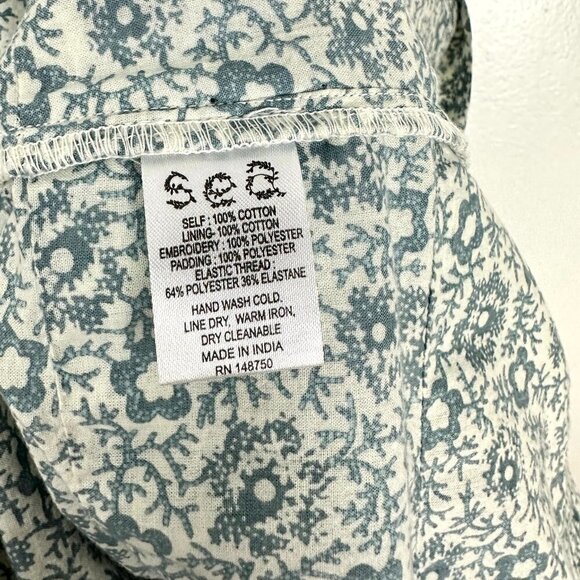 sea
SELF : 100% COTTON
LINING- 100% COTTON
EMBROIDERY : 100% POLYESTER
PADDING : 100% POLYESTER
ELASTIC THREAD :
64% POLYESTER 36% ELASTANE
HAND WASH COLD.
LINE DRY, WARM IRON,
DRY CLEANABLE
MADE IN INDIA
RN 148750